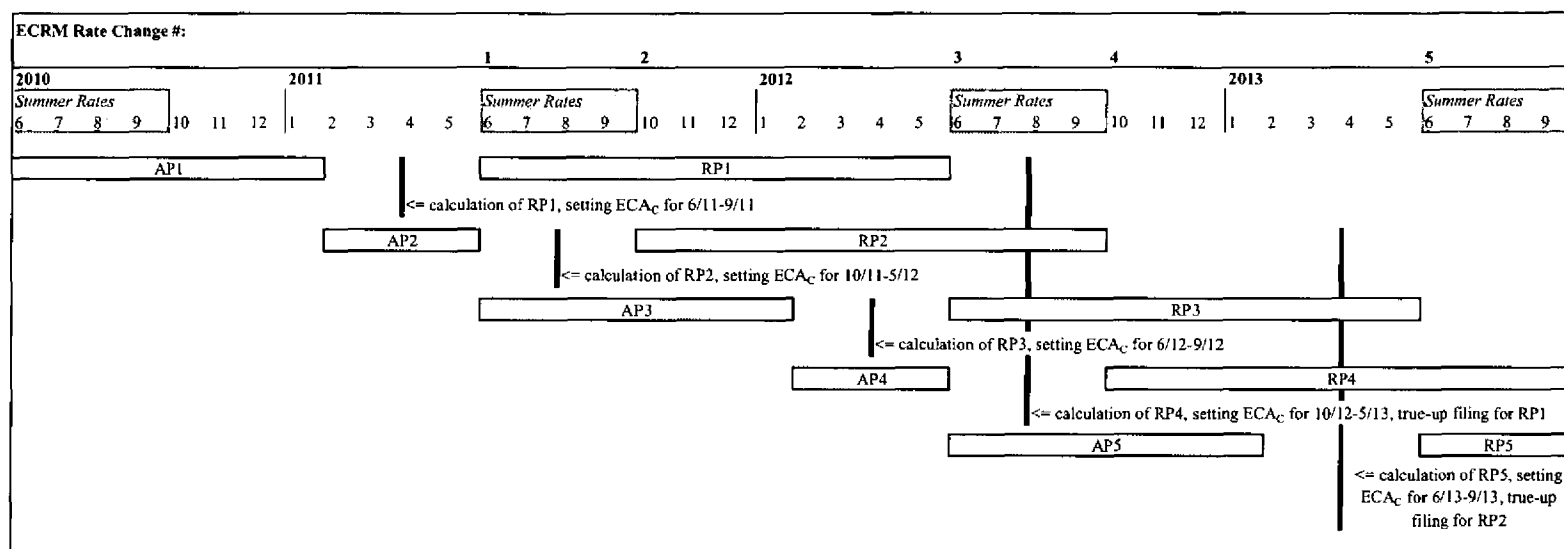 ECRM Rate Change #:
1 2 3 4 5
2010 2011 2012 2013
Summer Rates Summer Rates Summer Rates Summer Rates
6 7 8 9 10 11 12 1 2 3 4 5 6 7 8 9 10 11 12 1 2 3 4 5 6 7 8 9 10 11 12 1 2 3 4 5 6 7 8 9
AP1 RP1
<= calculation of RP1, setting ECAC for 6/11-9/11
AP2 RP2
<= calculation of RP2, setting ECAC for 10/11-5/12
AP3 RP3
<= calculation of RP3, setting ECAC for 6/12-9/12
AP4 RP4
<= calculation of RP4, setting ECAC for 10/12-5/13, true-up filing for RP1
AP5 RP5
<= calculation of RP5, setting
ECAC for 6/13-9/13, true-up
filing for RP2